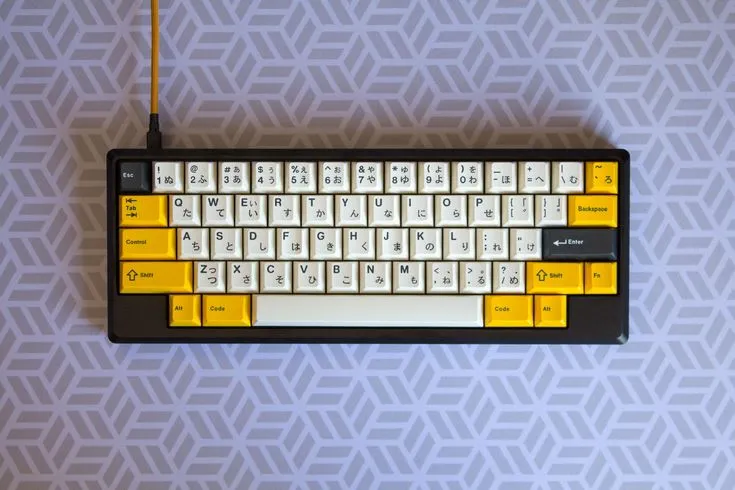 Esc ! 1 ぬ @ 2 ふ # ぁ 3 あ $ ぅ 4 う % ぇ 5 え ^ ぉ 6 お & ゃ 7 や * ゅ 8 ゆ ( ょ 9 よ ) を 0 わ _ - ほ + = へ | \ む ~ ` ろ
Tab Q た W て E ぃ い R す T か Y ん U な I に O ら P せ { [ 「 } ] 」 Backspace
Control A ち S と D し F は G き H く J ま K の L り : ; れ " ' け Enter
Shift Z っ つ X さ C そ V ひ B こ N み M も < 、 , ね > 。 . る ? ・ / め Shift Fn
Alt Code Code Alt